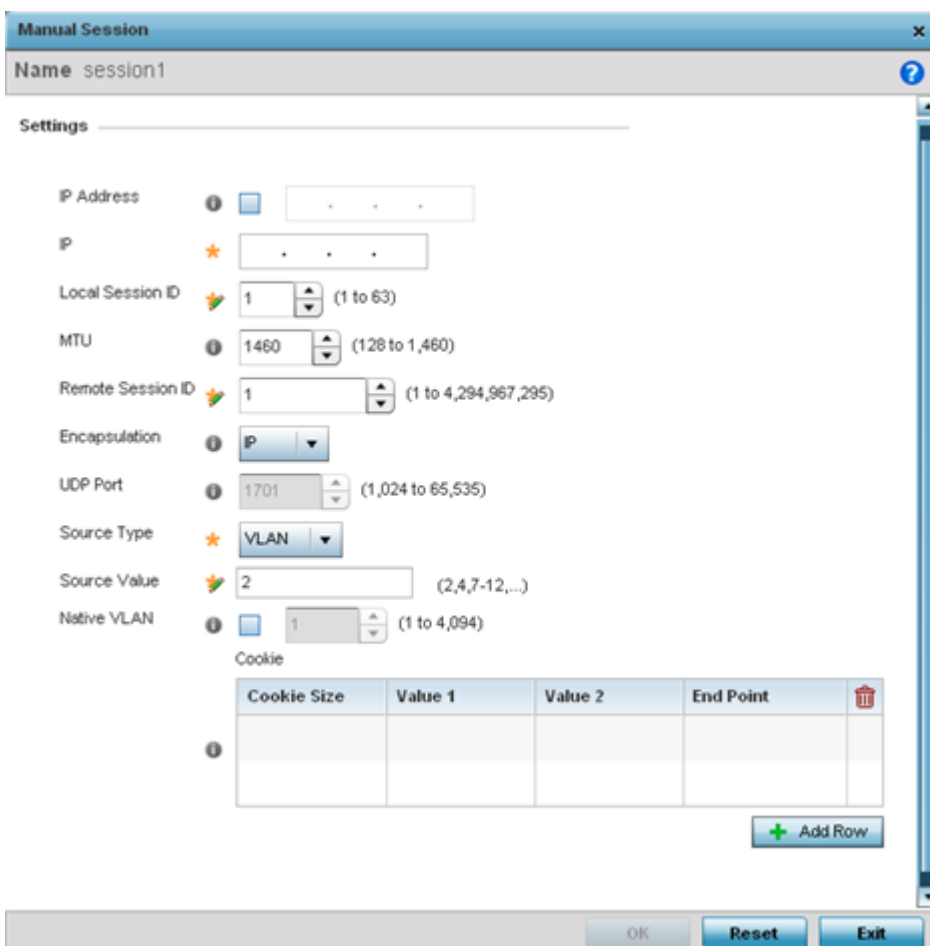 Manual Session
Name session1
Settings
IP Address . . .
IP . . .
Local Session ID 1 (1 to 63)
MTU 1460 (128 to 1,460)
Remote Session ID 1 (1 to 4,294,967,295)
Encapsulation IP
UDP Port 1701 (1,024 to 65,535)
Source Type VLAN
Source Value 2 (2,4,7-12,...)
Native VLAN 1 (1 to 4,094)
Cookie
Cookie Size Value 1 Value 2 End Point
Add Row
OK Reset Exit